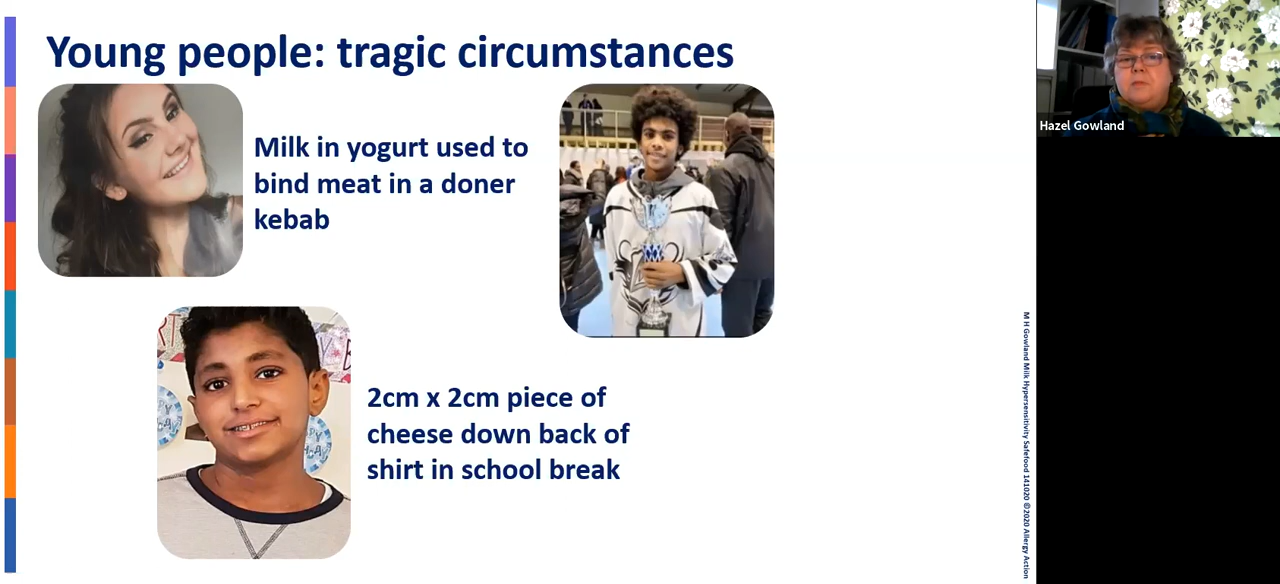 Young people: tragic circumstances
Milk in yogurt used to
bind meat in a doner
kebab
2cm x 2cm piece of
cheese down back of
shirt in school break
Hazel Gowland
M H Gowland Milk Hypersensitivity Safefood 141020 ©2020 Allergy Action